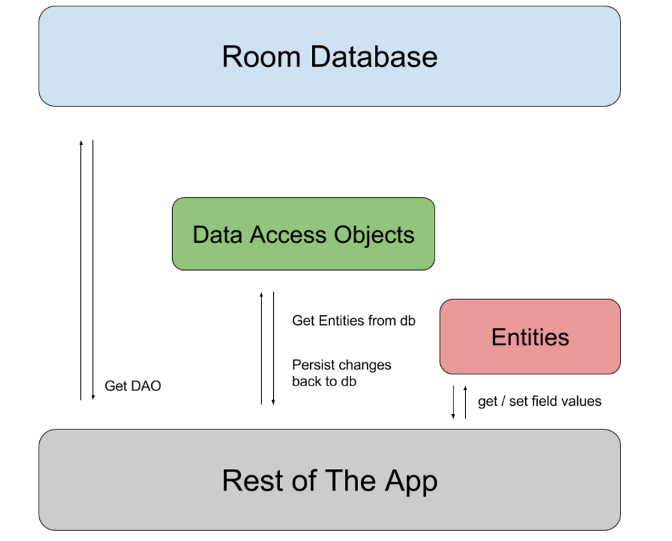 Room Database
Data Access Objects
Get Entities from db
Persist changes
back to db
Entities
Get DAO
get / set field values
Rest of The App